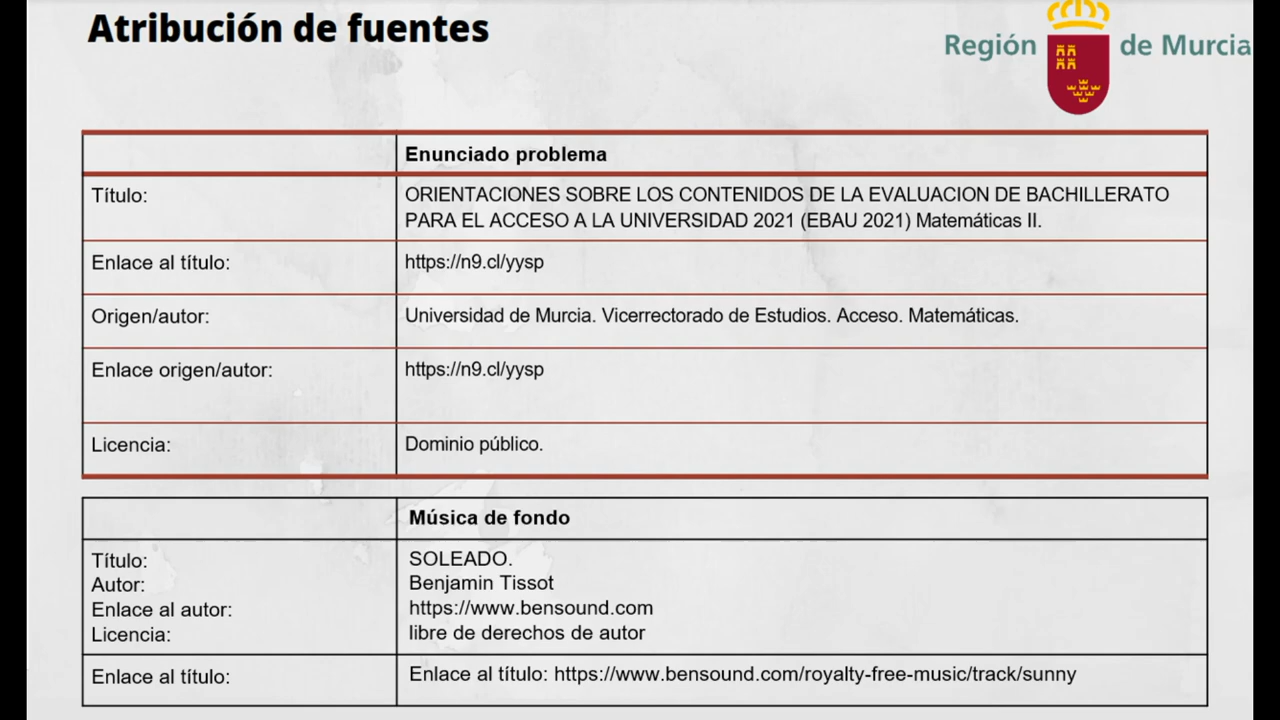 Atribución de fuentes
Región de Murcia
Enunciado problema
Título:
ORIENTACIONES SOBRE LOS CONTENIDOS DE LA EVALUACION DE BACHILLERATO
PARA EL ACCESO A LA UNIVERSIDAD 2021 (EBAU 2021) Matemáticas II.
Enlace al título:
https://n9.cl/yysp
Origen/autor:
Universidad de Murcia. Vicerrectorado de Estudios. Acceso. Matemáticas.
Enlace origen/autor:
https://n9.cl/yysp
Licencia:
Dominio público.
Música de fondo
Título:
SOLEADO.
Autor:
Benjamin Tissot
Enlace al autor:
https://www.bensound.com
Licencia:
libre de derechos de autor
Enlace al título:
Enlace al título: https://www.bensound.com/royalty-free-music/track/sunny